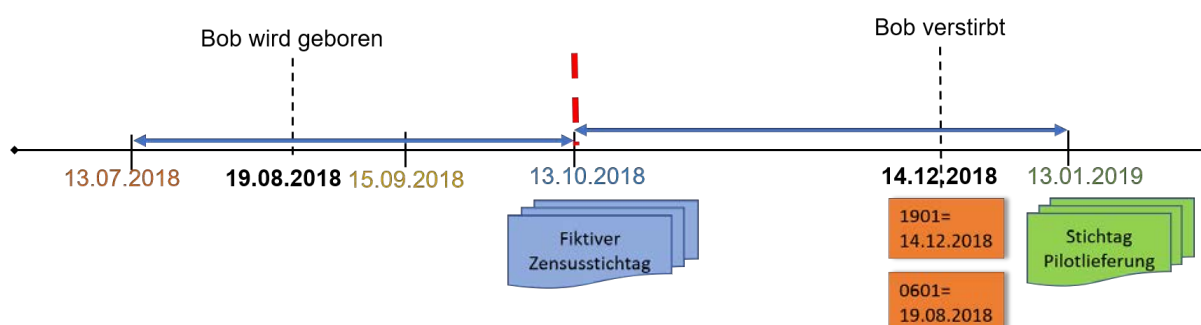 Bob wird geboren
Bob verstirbt
13.07.2018
19.08.2018
15.09.2018
13.10.2018
14.12.2018
13.01.2019
Fiktiver
Zensusstichtag
1901=
14.12.2018
0601=
19.08.2018
Stichtag
Pilotlieferung